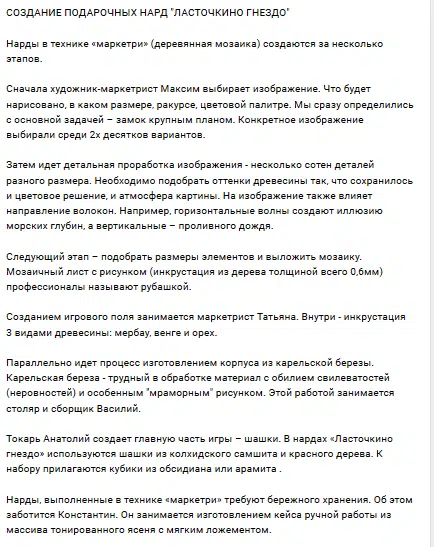 СОЗДАНИЕ ПОДАРОЧНЫХ НАРД "ЛАСТОЧКИНО ГНЕЗДО"
Нарды в технике «маркетри» (деревянная мозаика) создаются за несколько
этапов.
Сначала художник-маркетрист Максим выбирает изображение. Что будет
нарисовано, в каком размере, ракурсе, цветовой палитре. Мы сразу определились
с основной задачей – замок крупным планом. Конкретное изображение
выбирали среди 2х десятков вариантов.
Затем идет детальная проработка изображения - несколько сотен деталей
разного размера. Необходимо подобрать оттенки древесины так, что сохранилось
и цветовое решение, и атмосфера картины. На изображение также влияет
направление волокон. Например, горизонтальные волны создают иллюзию
морских глубин, а вертикальные – проливного дождя.
Следующий этап – подобрать размеры элементов и выложить мозаику.
Мозаичный лист с рисунком (инкрустация из дерева толщиной всего 0,6мм)
профессионалы называют рубашкой.
Созданием игрового поля занимается маркетрист Татьяна. Внутри - инкрустация
3 видами древесины: мербау, венге и орех.
Параллельно идет процесс изготовлением корпуса из карельской березы.
Карельская береза - трудный в обработке материал с обилием свилеватостей
(неровностей) и особенным "мраморным" рисунком. Этой работой занимается
столяр и сборщик Василий.
Токарь Анатолий создает главную часть игры – шашки. В нардах «Ласточкино
гнездо» используются шашки из колхидского самшита и красного дерева. К
набору прилагаются кубики из обсидиана или арамита .
Нарды, выполненные в технике «маркетри» требуют бережного хранения. Об этом
заботится Константин. Он занимается изготовлением кейса ручной работы из
массива тонированного ясеня с мягким ложементом.